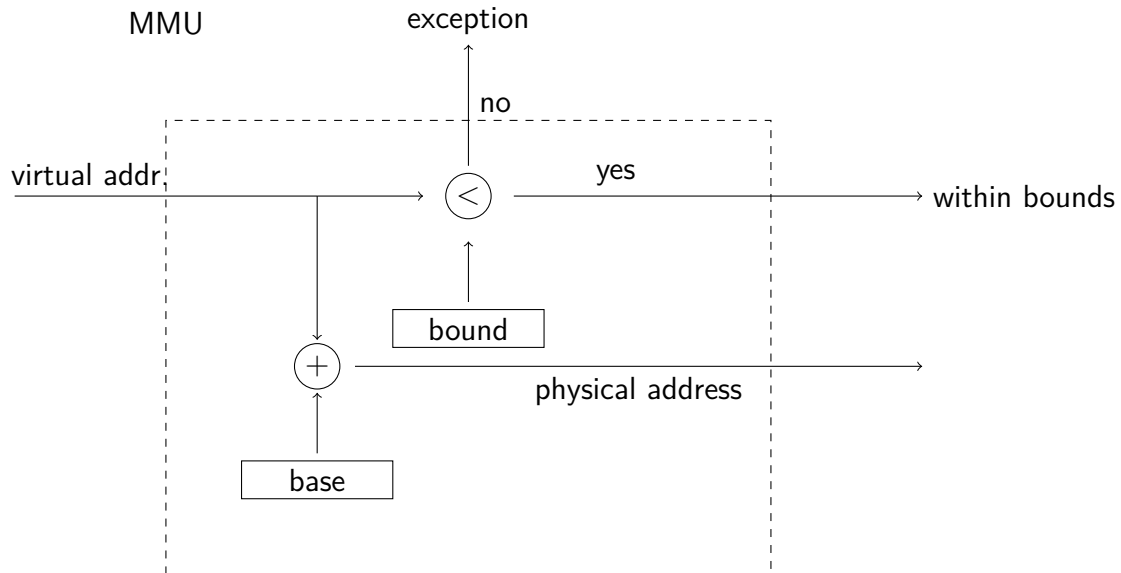 MMU
exception
no
virtual addr.
<
yes
within bounds
bound
+
physical address
base